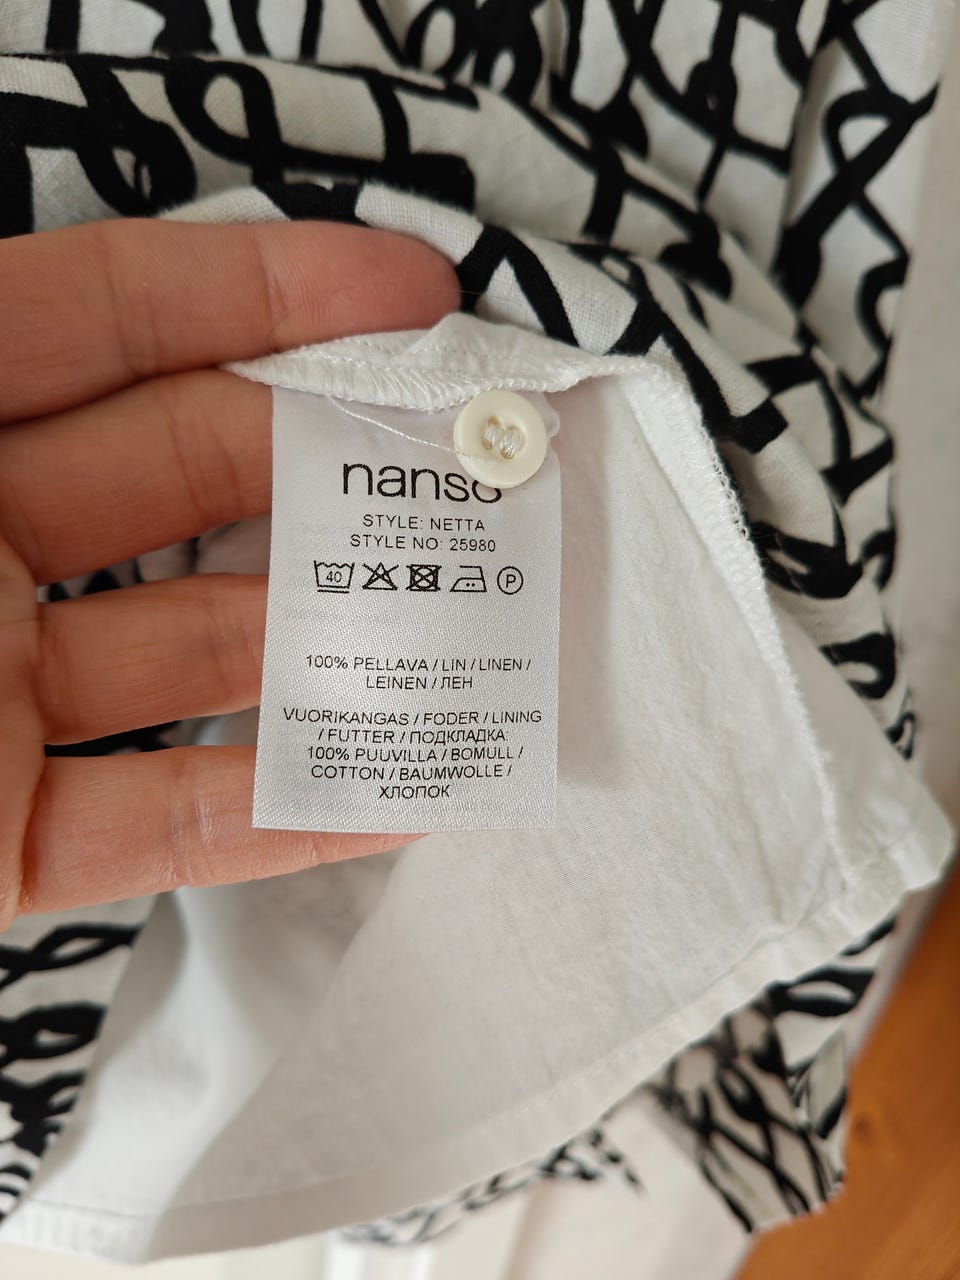 nanso
STYLE: NETTA
STYLE NO: 25980
40 P
100% PELLAVA / LIN / LINEN /
LEINEN / ЛЕН
VUORIKANGAS / FODER / LINING
/ FUTTER / ПОДКЛАДКА:
100% PUUVILLA / BOMULL /
COTTON / BAUMWOLLE /
ХЛОПОК